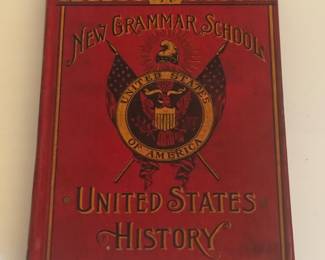 NEW GRAMMAR SCHOOL
UNITED STATES
OF AMERICA
UNITED STATES
HISTORY